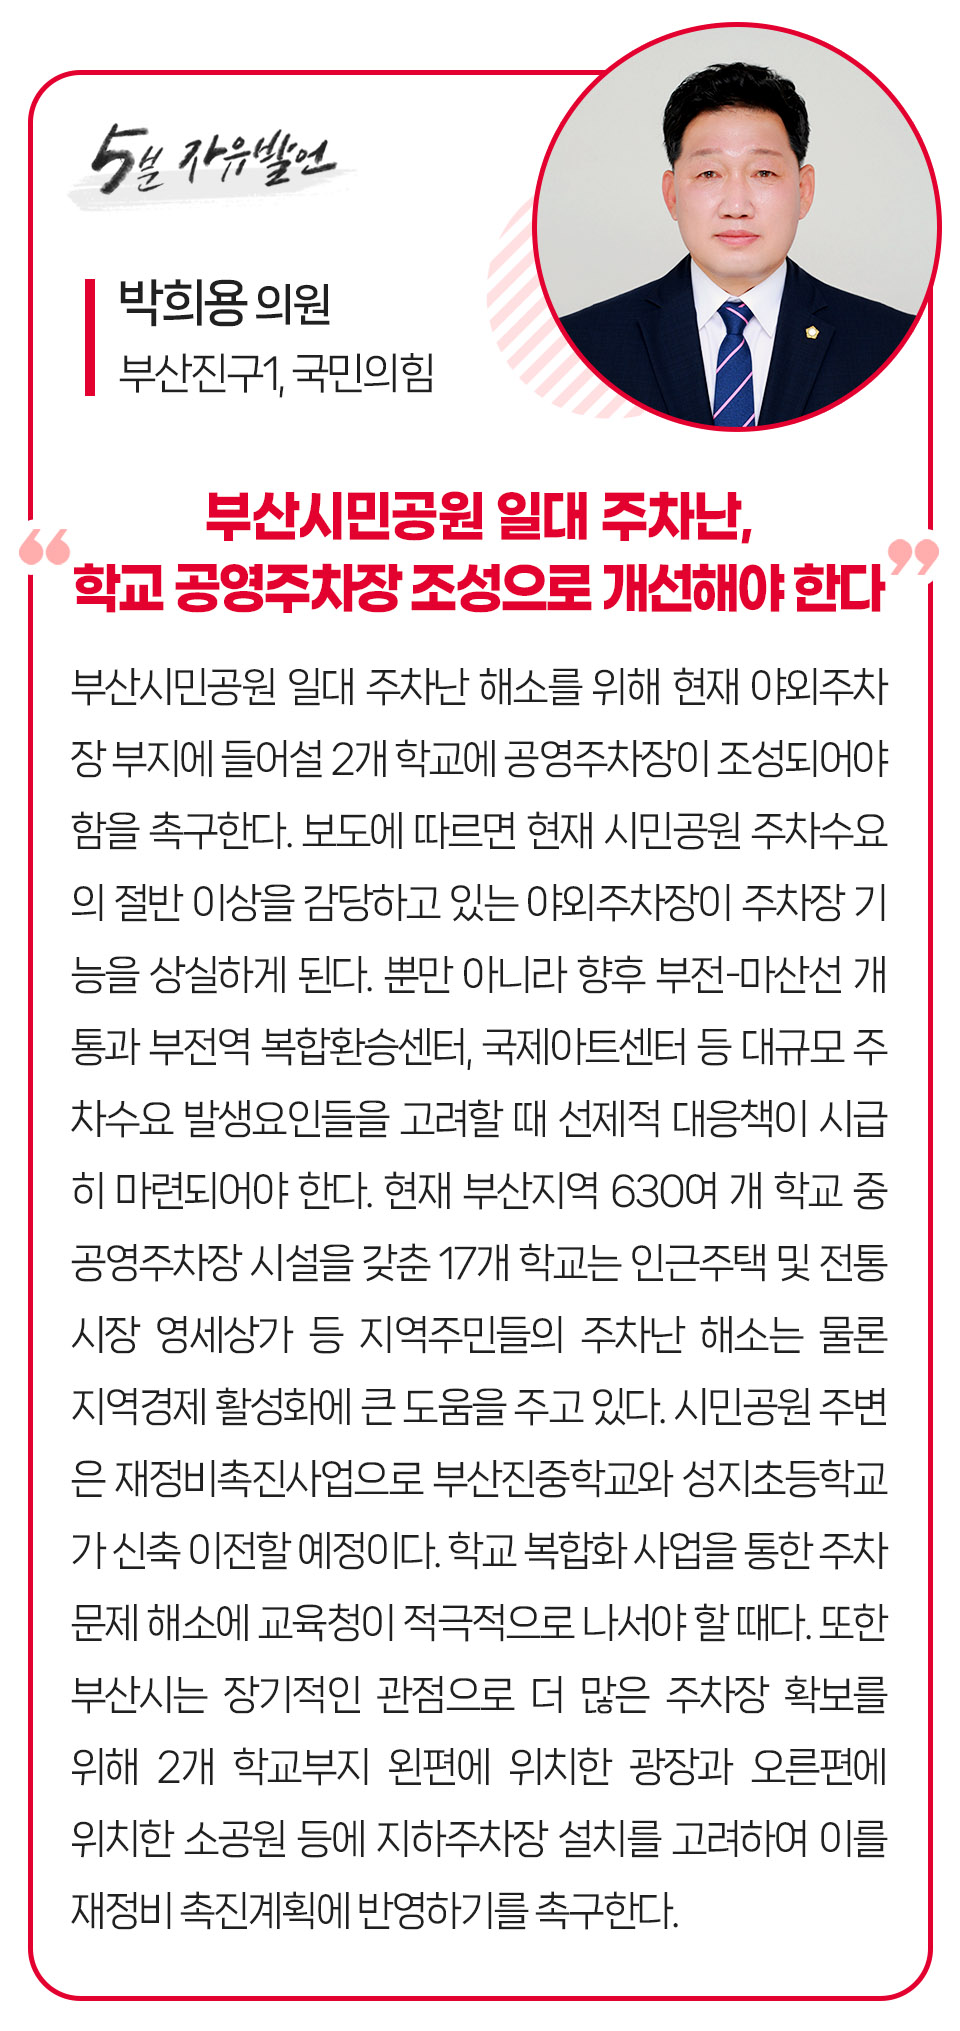 5분 자유발언
박희용 의원
부산진구1, 국민의힘
부산시민공원 일대 주차난,
“ 학교 공영주차장 조성으로 개선해야 한다 ”
부산시민공원 일대 주차난 해소를 위해 현재 야외주차
장 부지에 들어설 2개 학교에 공영주차장이 조성되어야
함을 촉구한다. 보도에 따르면 현재 시민공원 주차수요
의 절반 이상을 감당하고 있는 야외주차장이 주차장 기
능을 상실하게 된다. 뿐만 아니라 향후 부전-마산선 개
통과 부전역 복합환승센터, 국제아트센터 등 대규모 주
차수요 발생요인들을 고려할 때 선제적 대응책이 시급
히 마련되어야 한다. 현재 부산지역 630여 개 학교 중
공영주차장 시설을 갖춘 17개 학교는 인근주택 및 전통
시장 영세상가 등 지역주민들의 주차난 해소는 물론
지역경제 활성화에 큰 도움을 주고 있다. 시민공원 주변
은 재정비촉진사업으로 부산진중학교와 성지초등학교
가 신축 이전할 예정이다. 학교 복합화 사업을 통한 주차
문제 해소에 교육청이 적극적으로 나서야 할 때다. 또한
부산시는 장기적인 관점으로 더 많은 주차장 확보를
위해 2개 학교부지 왼편에 위치한 광장과 오른편에
위치한 소공원 등에 지하주차장 설치를 고려하여 이를
재정비 촉진계획에 반영하기를 촉구한다.